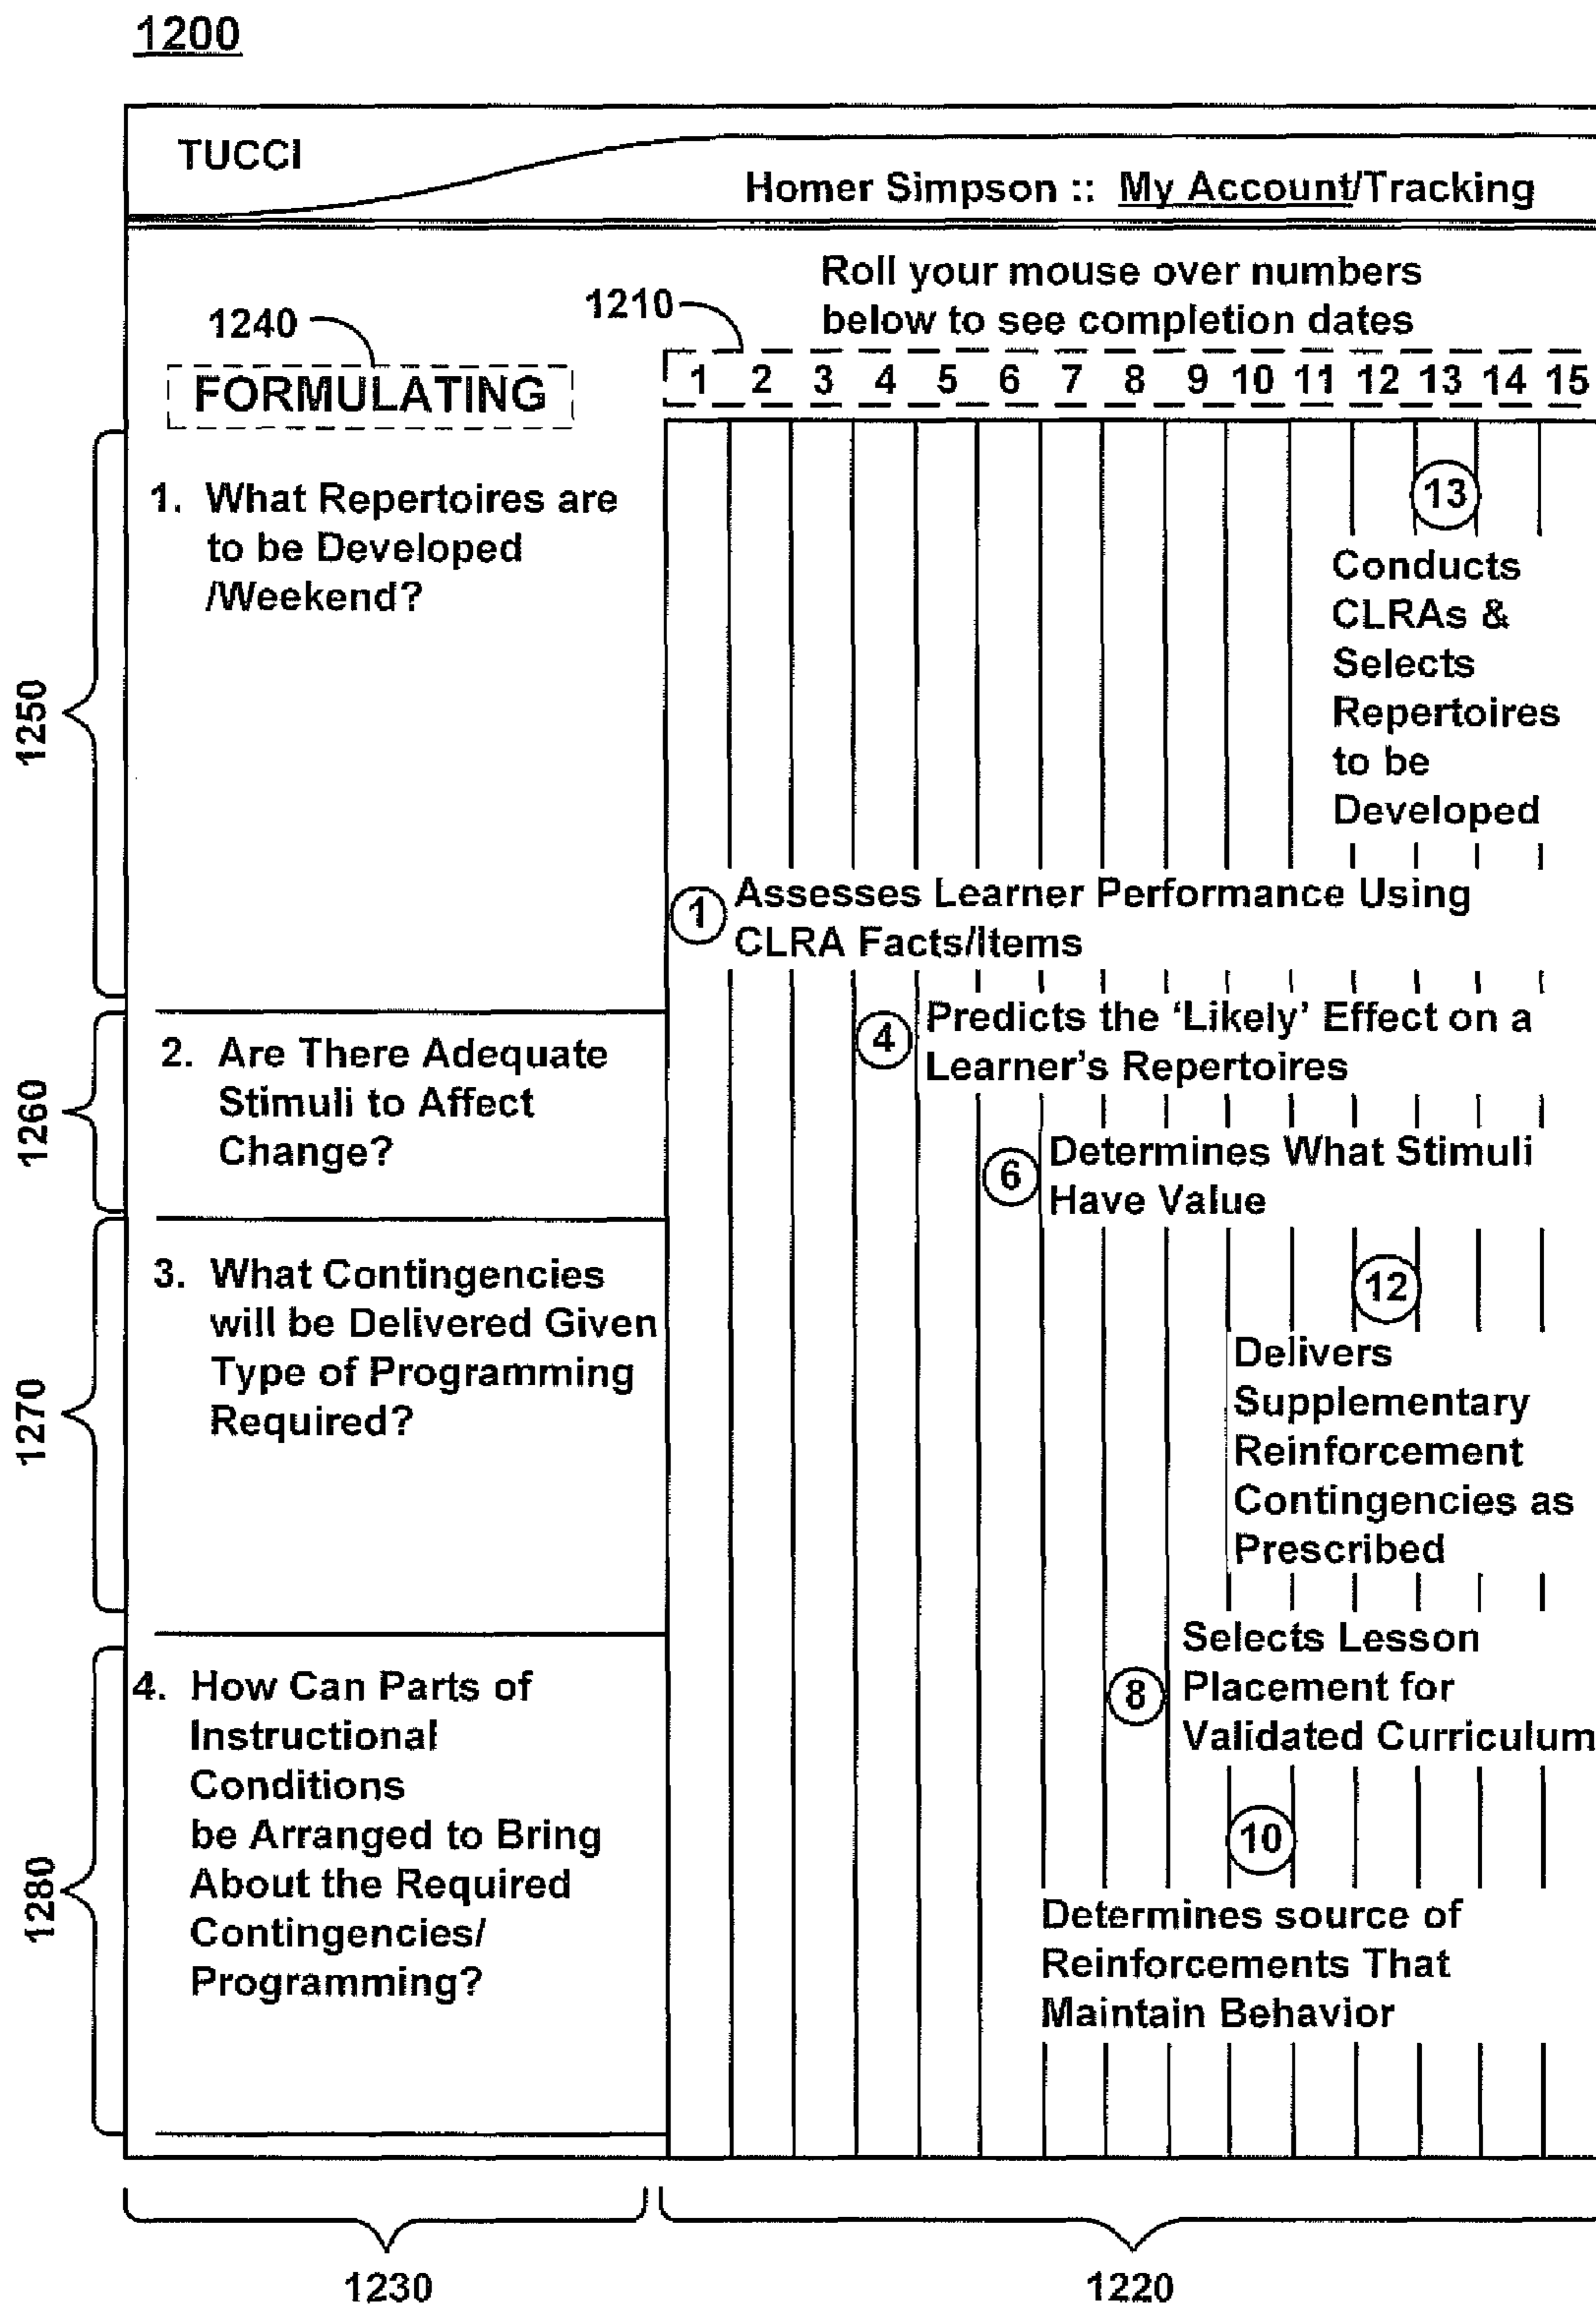 1200
TUCCI
Homer Simpson :: My Account/Tracking
Roll your mouse over numbers
below to see completion dates
1210
1240
FORMULATING
1 2 3 4 5 6 7 8 9 10 11 12 13 14 15
1250
1. What Repertoires are
to be Developed
/Weekend?
13
Conducts
CLRAs &
Selects
Repertoires
to be
Developed
1
Assesses Learner Performance Using
CLRA Facts/Items
1260
2. Are There Adequate
Stimuli to Affect
Change?
4
Predicts the ‘Likely’ Effect on a
Learner’s Repertoires
6
Determines What Stimuli
Have Value
1270
3. What Contingencies
will be Delivered Given
Type of Programming
Required?
12
Delivers
Supplementary
Reinforcement
Contingencies as
Prescribed
1280
4. How Can Parts of
Instructional
Conditions
be Arranged to Bring
About the Required
Contingencies/
Programming?
8
Selects Lesson
Placement for
Validated Curriculum
10
Determines source of
Reinforcements That
Maintain Behavior
1230
1220